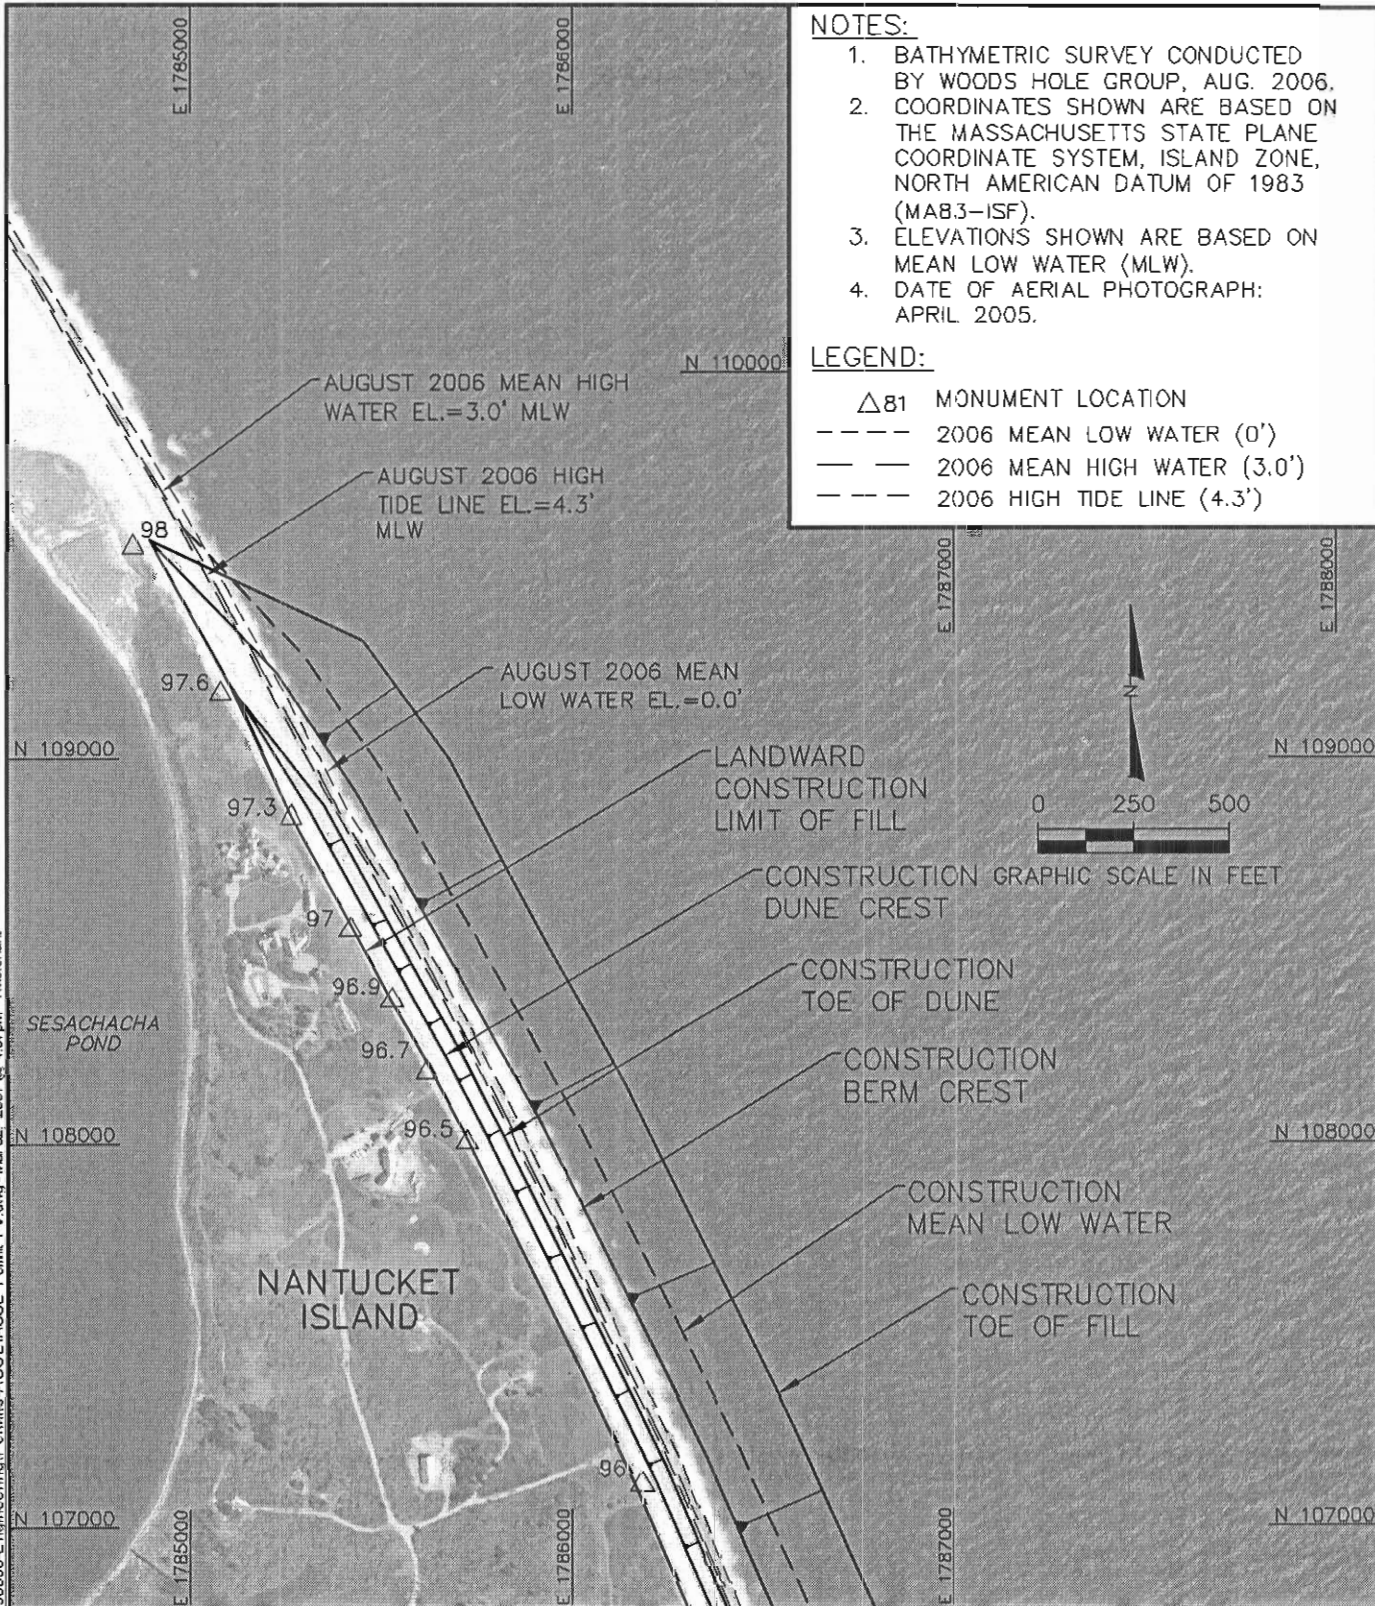 E 1785000
E 1786000
NOTES:
1. BATHYMETRIC SURVEY CONDUCTED
BY WOODS HOLE GROUP, AUG. 2006.
2. COORDINATES SHOWN ARE BASED ON
THE MASSACHUSETTS STATE PLANE
COORDINATE SYSTEM, ISLAND ZONE,
NORTH AMERICAN DATUM OF 1983
(MA83-ISF).
3. ELEVATIONS SHOWN ARE BASED ON
MEAN LOW WATER (MLW).
4. DATE OF AERIAL PHOTOGRAPH:
APRIL 2005.
N 110000
LEGEND:
△81 MONUMENT LOCATION
2006 MEAN LOW WATER (0')
2006 MEAN HIGH WATER (3.0')
2006 HIGH TIDE LINE (4.3')
AUGUST 2006 MEAN HIGH
WATER EL.=3.0' MLW
AUGUST 2006 HIGH
TIDE LINE EL.=4.3'
MLW
98
E 1787000
E 1788000
N
97.6
AUGUST 2006 MEAN
LOW WATER EL.=0.0'
N 109000
N 109000
LANDWARD
CONSTRUCTION
LIMIT OF FILL
0 250 500
GRAPHIC SCALE IN FEET
97.3
CONSTRUCTION
DUNE CREST
97
CONSTRUCTION
TOE OF DUNE
96.9
SESACHACHA
POND
96.7
CONSTRUCTION
BERM CREST
96.5
N 108000
N 108000
CONSTRUCTION
MEAN LOW WATER
NANTUCKET
ISLAND
CONSTRUCTION
TOE OF FILL
96
N 107000
N 107000
E 1785000
E 1786000
E 1787000